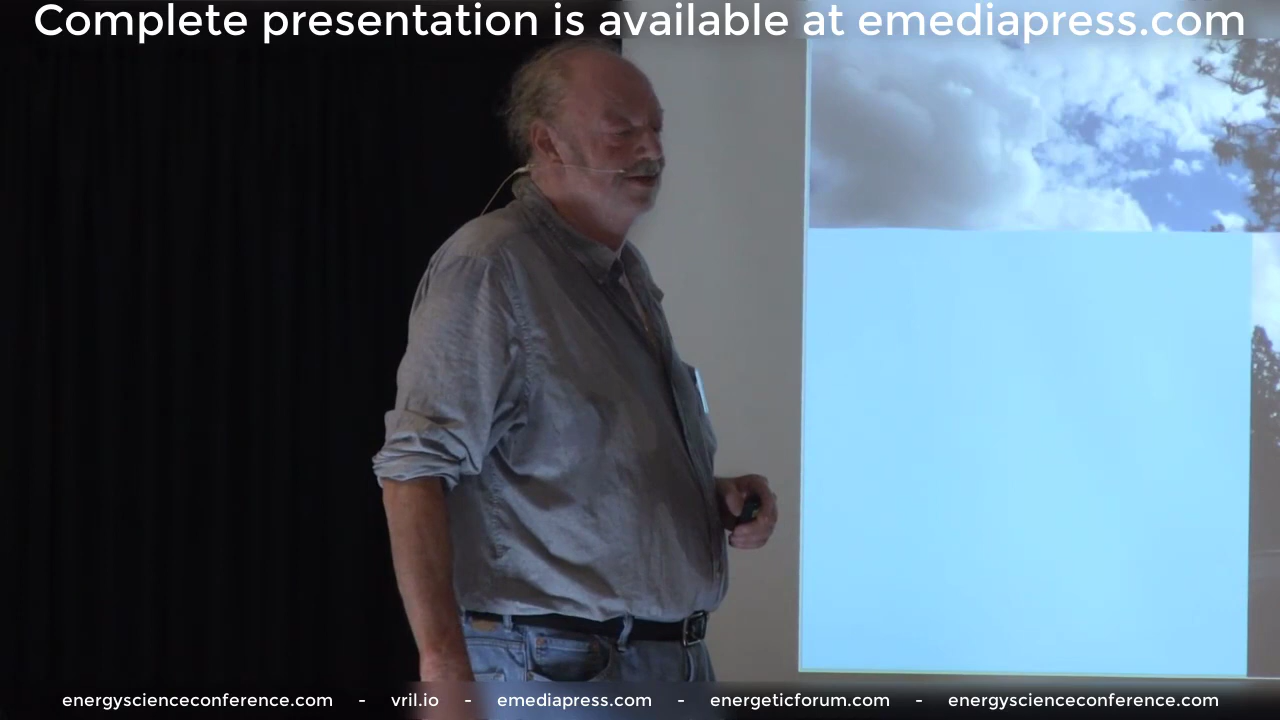 Complete presentation is available at emediapress.com
energyscienceconference.com - vril.io - emediapress.com - energeticforum.com - energyscienceconference.com